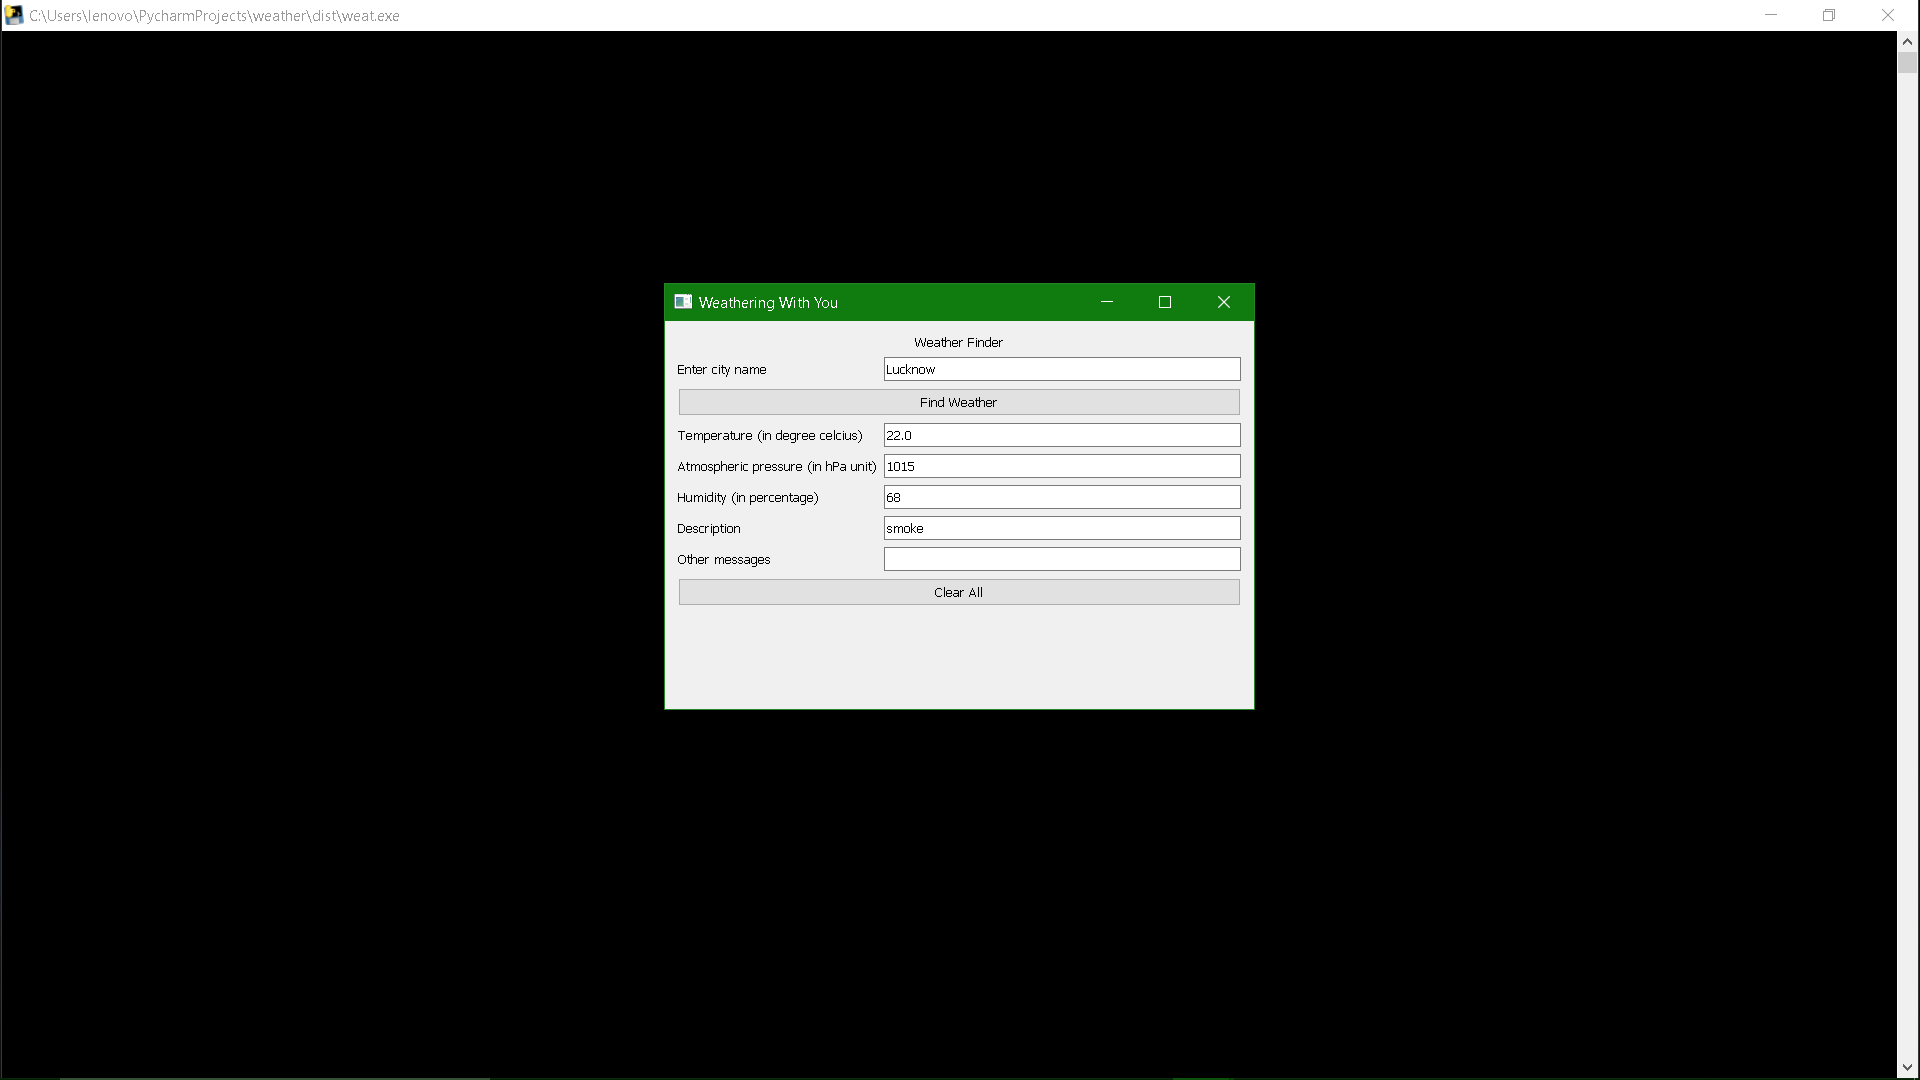 C:\Users\lenovo\PycharmProjects\weather\dist\weat.exe
Weathering With You
Weather Finder
Enter city name Lucknow
Find Weather
Temperature (in degree celcius) 22.0
Atmospheric pressure (in hPa unit) 1015
Humidity (in percentage) 68
Description smoke
Other messages
Clear All